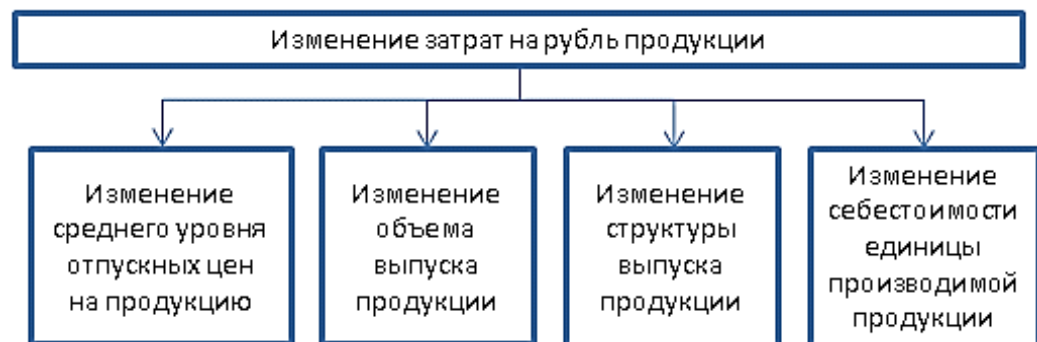 Изменение затрат на рубль продукции
Изменение
среднего уровня
отпускных цен
на продукцию
Изменение
объема
выпуска
продукции
Изменение
структуры
выпуска
продукции
Изменение
себестоимости
единицы
производимой
продукции